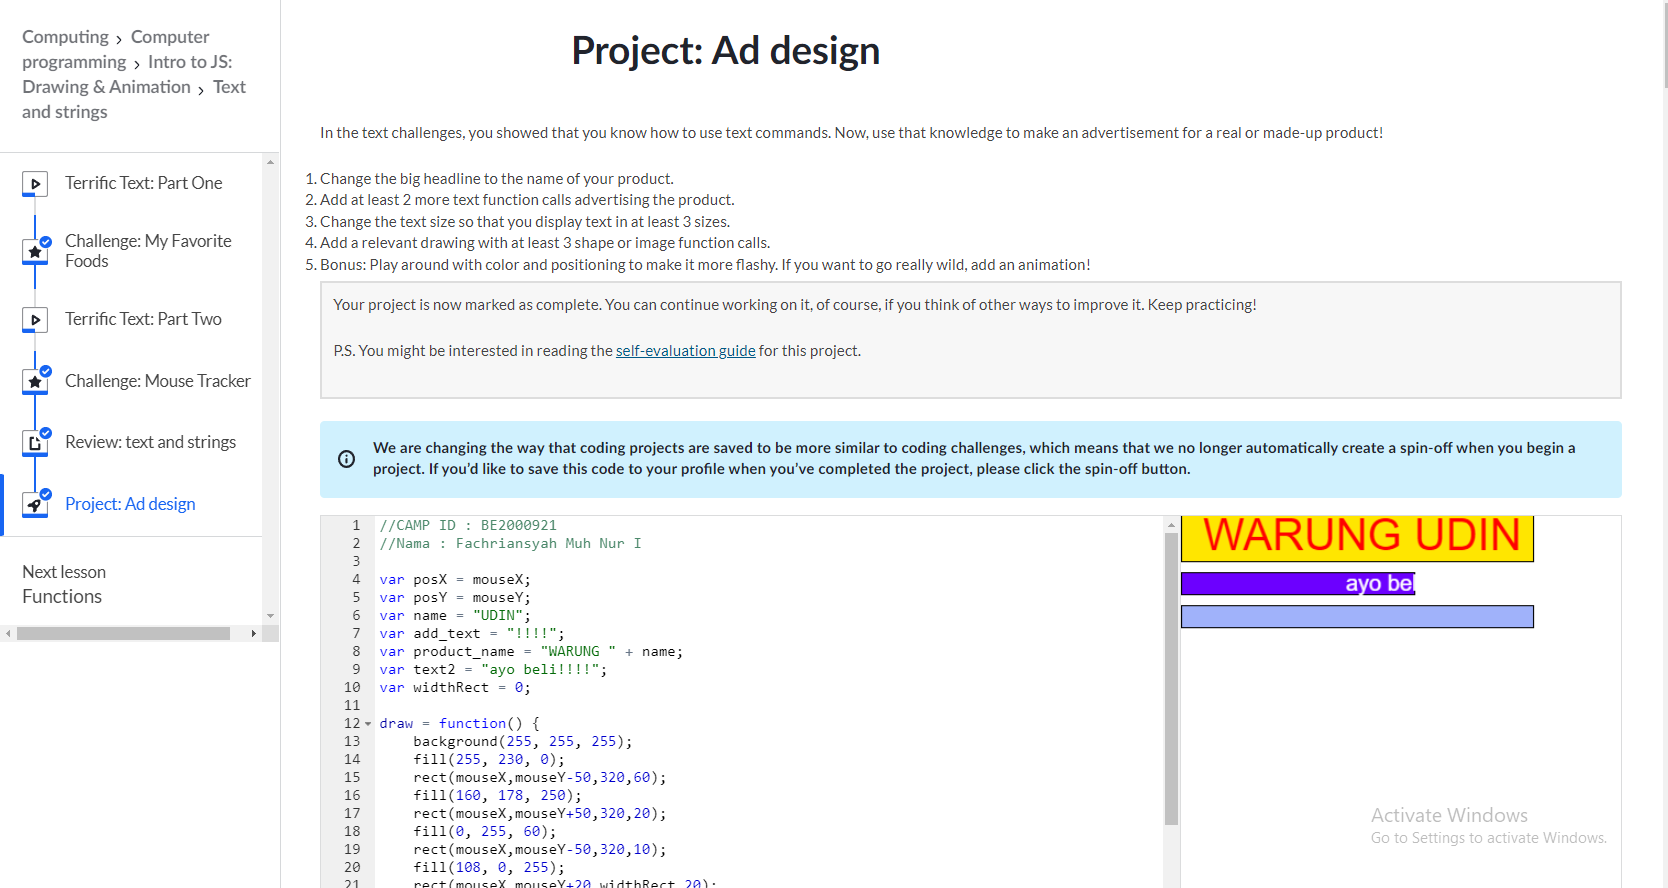 Computing › Computer
programming › Intro to JS:
Drawing & Animation › Text
and strings
Terrific Text: Part One
Challenge: My Favorite
Foods
Terrific Text: Part Two
Challenge: Mouse Tracker
Review: text and strings
Project: Ad design
Next lesson
Functions
Project: Ad design
In the text challenges, you showed that you know how to use text commands. Now, use that knowledge to make an advertisement for a real or made-up product!
1. Change the big headline to the name of your product.
2. Add at least 2 more text function calls advertising the product.
3. Change the text size so that you display text in at least 3 sizes.
4. Add a relevant drawing with at least 3 shape or image function calls.
5. Bonus: Play around with color and positioning to make it more flashy. If you want to go really wild, add an animation!
Your project is now marked as complete. You can continue working on it, of course, if you think of other ways to improve it. Keep practicing!
P.S. You might be interested in reading the self-evaluation guide for this project.
We are changing the way that coding projects are saved to be more similar to coding challenges, which means that we no longer automatically create a spin-off when you begin a
project. If you'd like to save this code to your profile when you've completed the project, please click the spin-off button.
1 //CAMP ID : BE2000921
2 //Nama : Fachriansyah Muh Nur I
3
4 var posX = mouseX;
5 var posY = mouseY;
6 var name = "UDIN";
7 var add_text = "!!!!";
8 var product_name = "WARUNG " + name;
9 var text2 = "ayo beli!!!!";
10 var widthRect = 0;
11
12 draw = function() {
13 background(255, 255, 255);
14 fill(255, 230, 0);
15 rect(mouseX,mouseY-50,320,60);
16 fill(160, 178, 250);
17 rect(mouseX,mouseY+50,320,20);
18 fill(0, 255, 60);
19 rect(mouseX,mouseY-50,320,10);
20 fill(108, 0, 255);
21 rect(mouseX,mouseY+20,widthRect,20);
WARUNG UDIN
ayo bel
Activate Windows
Go to Settings to activate Windows.